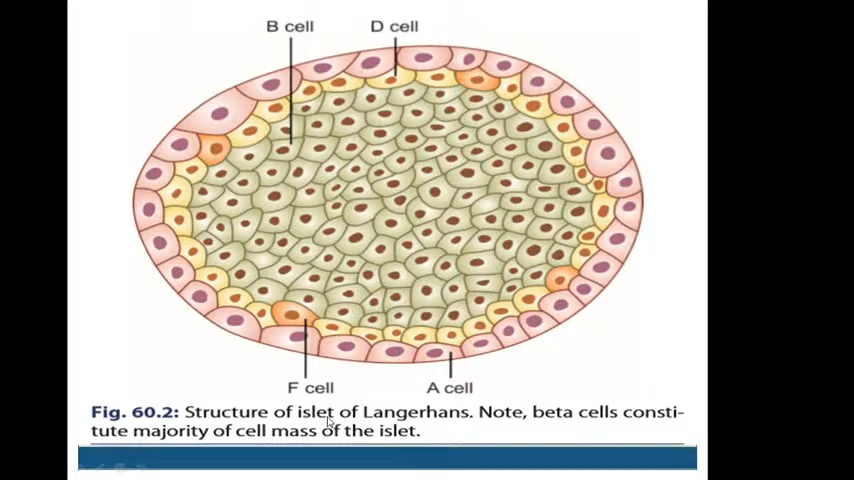 B cell D cell
F cell A cell
Fig. 60.2: Structure of islet of Langerhans. Note, beta cells consti-
tute majority of cell mass of the islet.